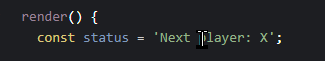 render() {
const status = 'Next player: X';